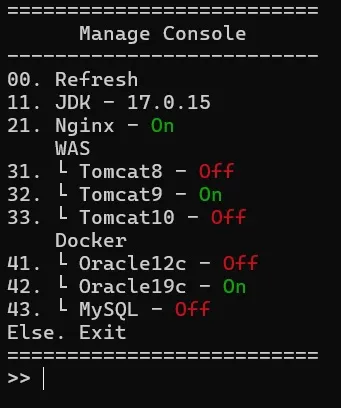 ==========================
Manage Console
--------------------------
00. Refresh
11. JDK - 17.0.15
21. Nginx - On
WAS
31. └ Tomcat8 - Off
32. └ Tomcat9 - On
33. └ Tomcat10 - Off
Docker
41. └ Oracle12c - Off
42. └ Oracle19c - On
43. └ MySQL - Off
Else. Exit
==========================
>>